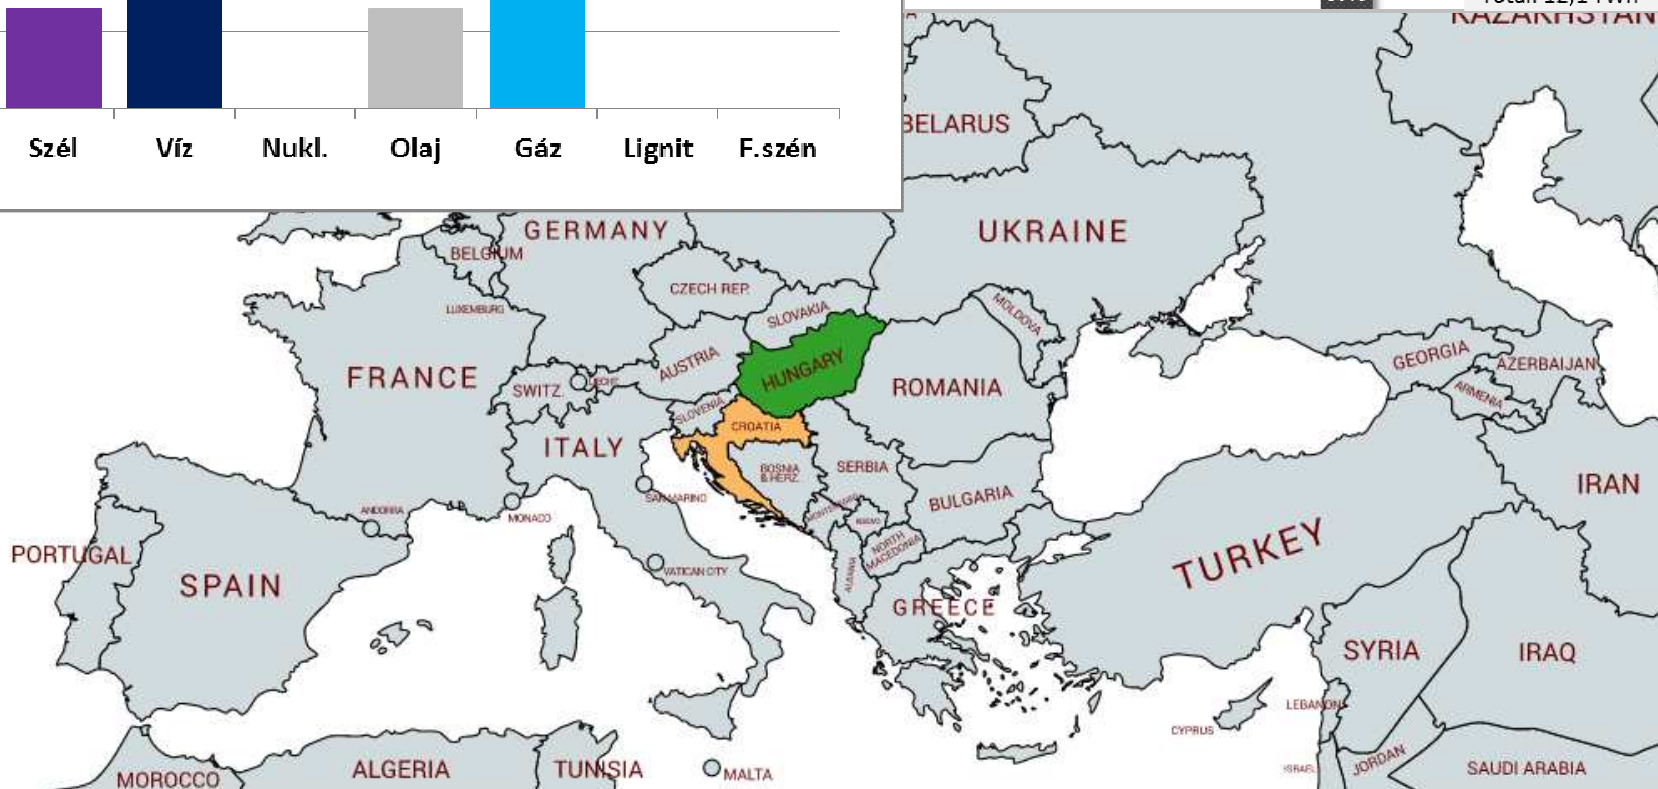 KAZAKHSTAN
BELARUS
Szél Víz Nukl. Olaj Gáz Lignit F.szén
GERMANY
UKRAINE
BELGIUM
CZECH REP.
LUXEMBURG
SLOVAKIA
MOLDOVA
FRANCE
SWITZ.
AUSTRIA
HUNGARY
ROMANIA
GEORGIA
AZERBAIJAN
ARMENIA
SLOVENIA
CROATIA
ITALY
BOSNIA
& HERZ.
SERBIA
SAN MARINO
BULGARIA
IRAN
ANDORRA
MONACO
MONTENEGRO
NORTH
MACEDONIA
PORTUGAL
SPAIN
VATICAN CITY
ALBANIA
TURKEY
GREECE
SYRIA
IRAQ
LEBANON
CYPRUS
MOROCCO
ALGERIA
TUNISIA
MALTA
ISRAEL
JORDAN
SAUDI ARABIA